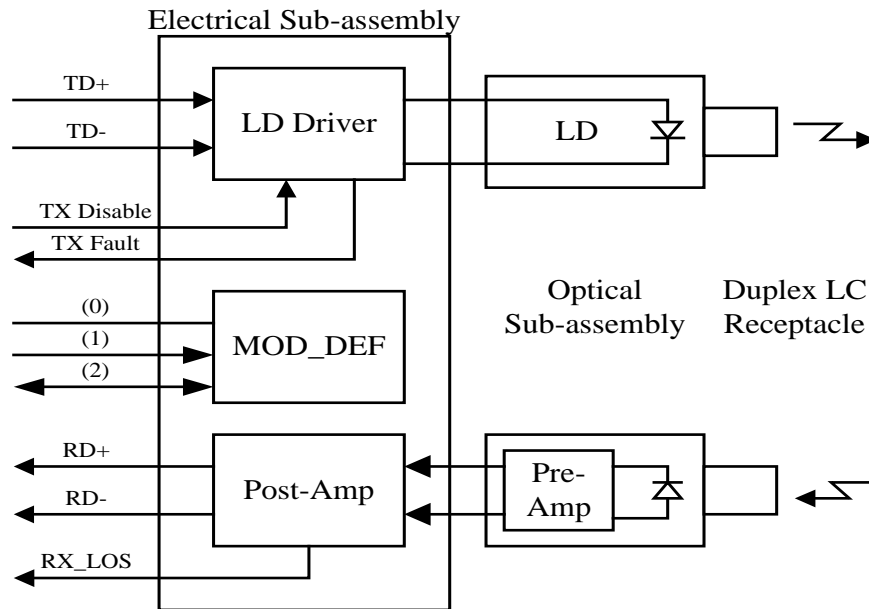 Electrical Sub-assembly
TD+
TD-
LD Driver
LD
TX Disable
TX Fault
(0)
(1)
(2)
MOD_DEF
Optical
Sub-assembly
Duplex LC
Receptacle
RD+
RD-
RX_LOS
Post-Amp
Pre-
Amp